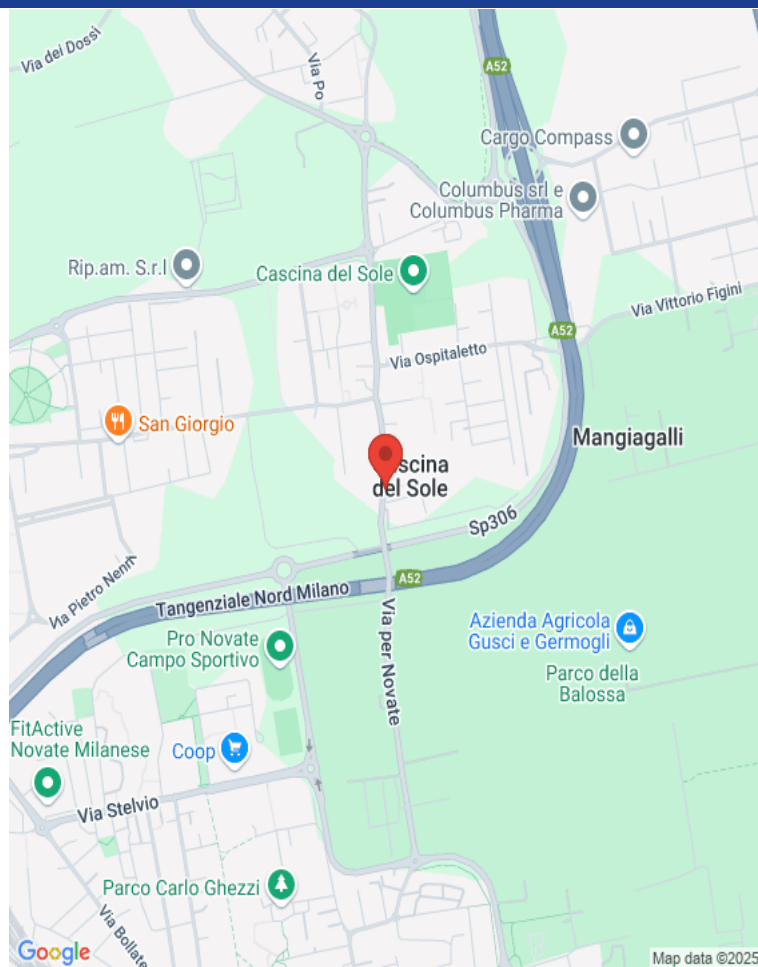 Via dei Dossi
Via Po
A52
Cargo Compass
Columbus srl e
Columbus Pharma
Rip.am. S.r.l
Cascina del Sole
Via Vittorio Figini
A52
Via Ospitaletto
San Giorgio
Mangiagalli
scina
del Sole
Sp306
Via Pietro Nenni
Tangenziale Nord Milano
A52
Via per Novate
Azienda Agricola
Gusci e Germogli
Pro Novate
Campo Sportivo
Parco della
Balossa
FitActive
Novate Milanese
Coop
Via Stelvio
Parco Carlo Ghezzi
Via Bollate
Google
Map data ©2025